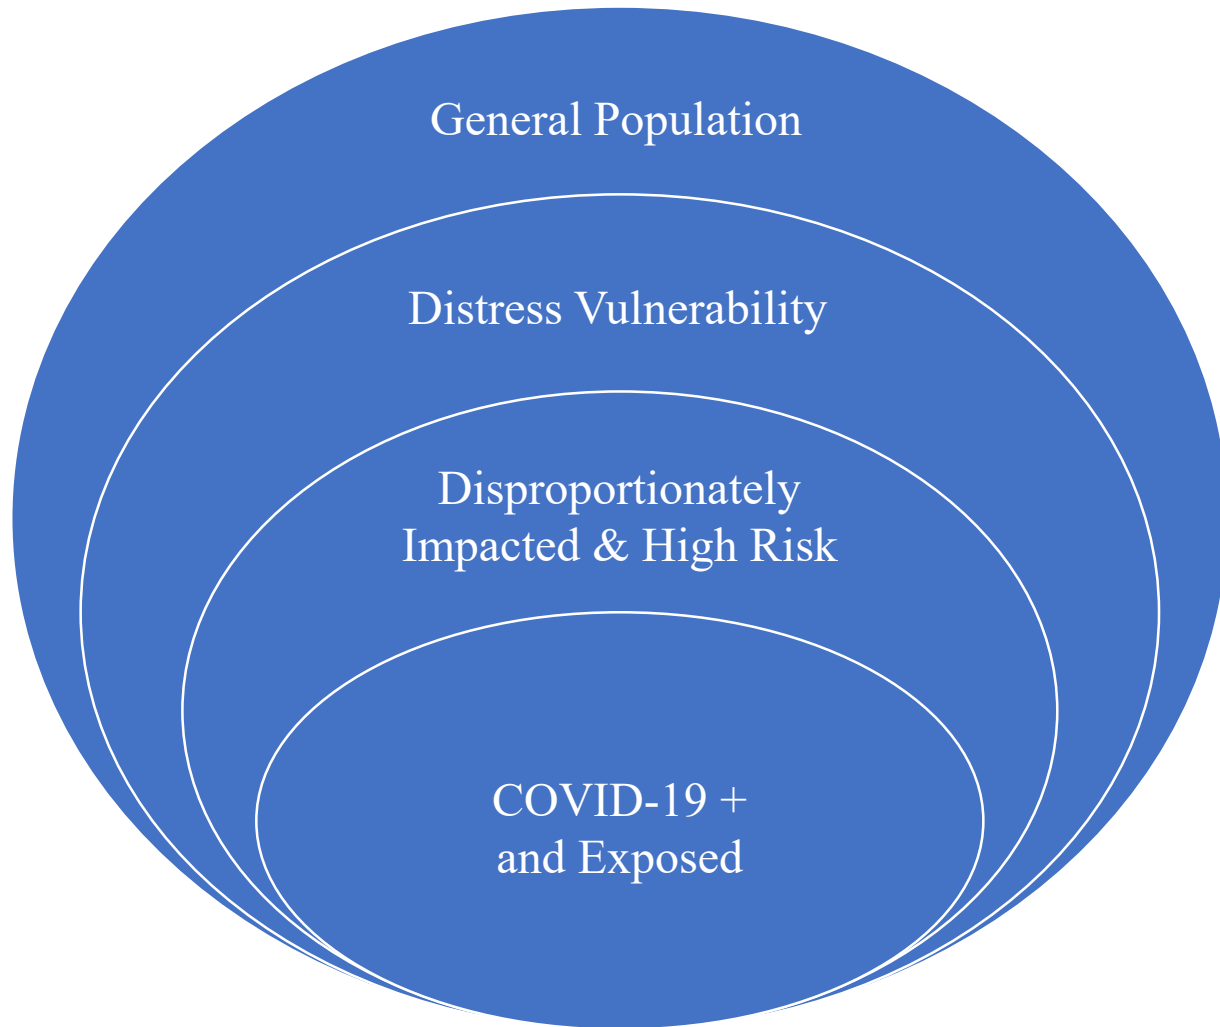 General Population
Distress Vulnerability
Disproportionately
Impacted & High Risk
COVID-19 +
and Exposed